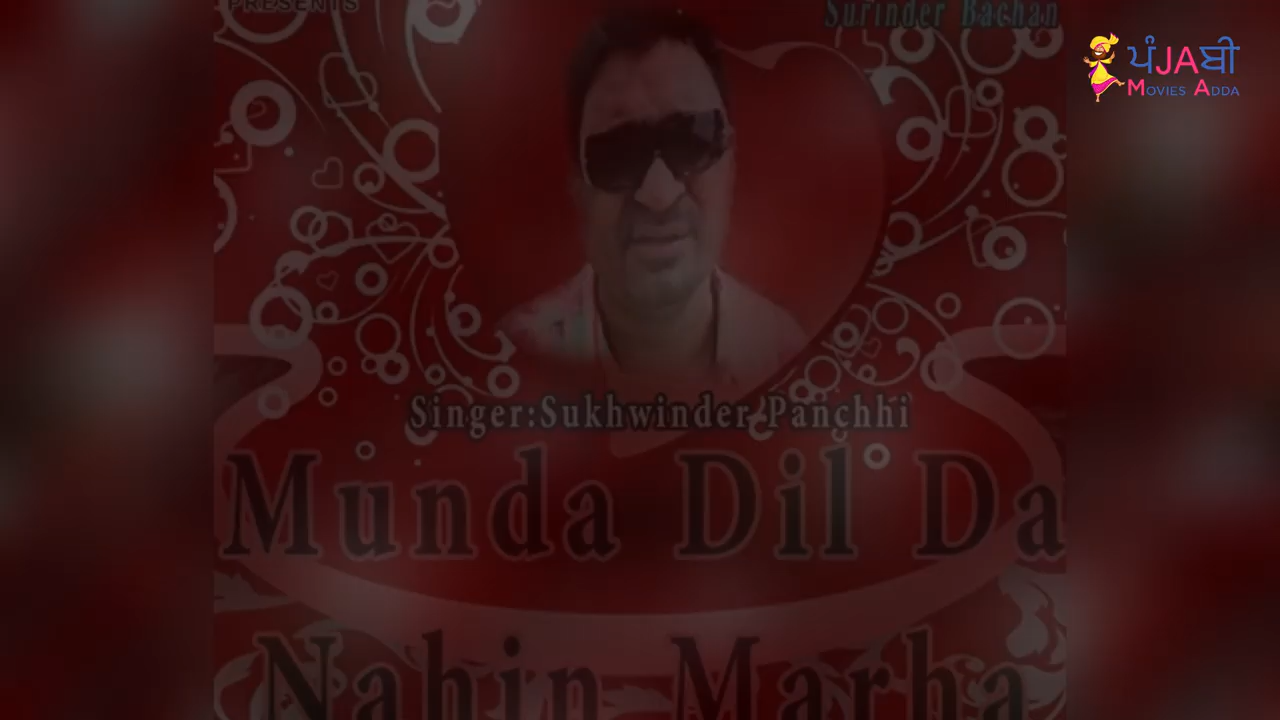 PRESENTS
Surinder Bachan
ਪੰJAਬੀ
MOVIES ADDA
Singer:Sukhwinder Panchhi
Munda Dil Da
Nahin Marha